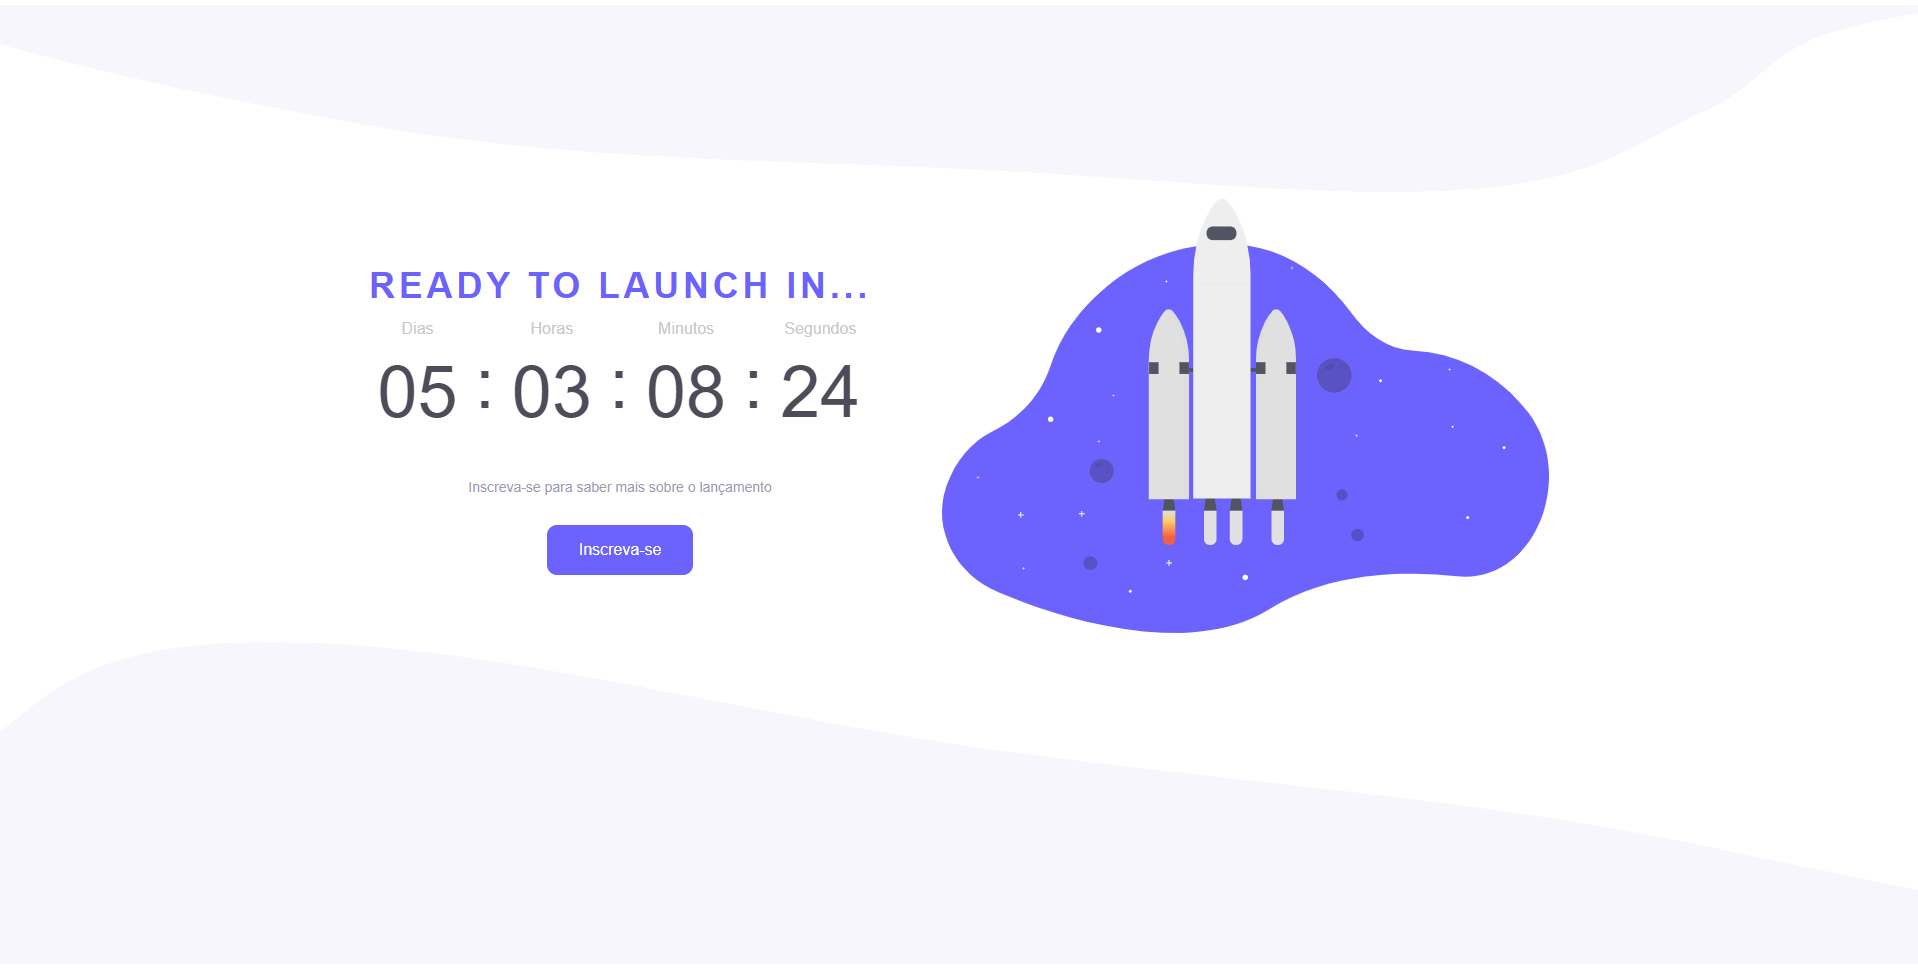 READY TO LAUNCH IN...
Dias Horas Minutos Segundos
05 : 03 : 08 : 24
Inscreva-se para saber mais sobre o lançamento
Inscreva-se